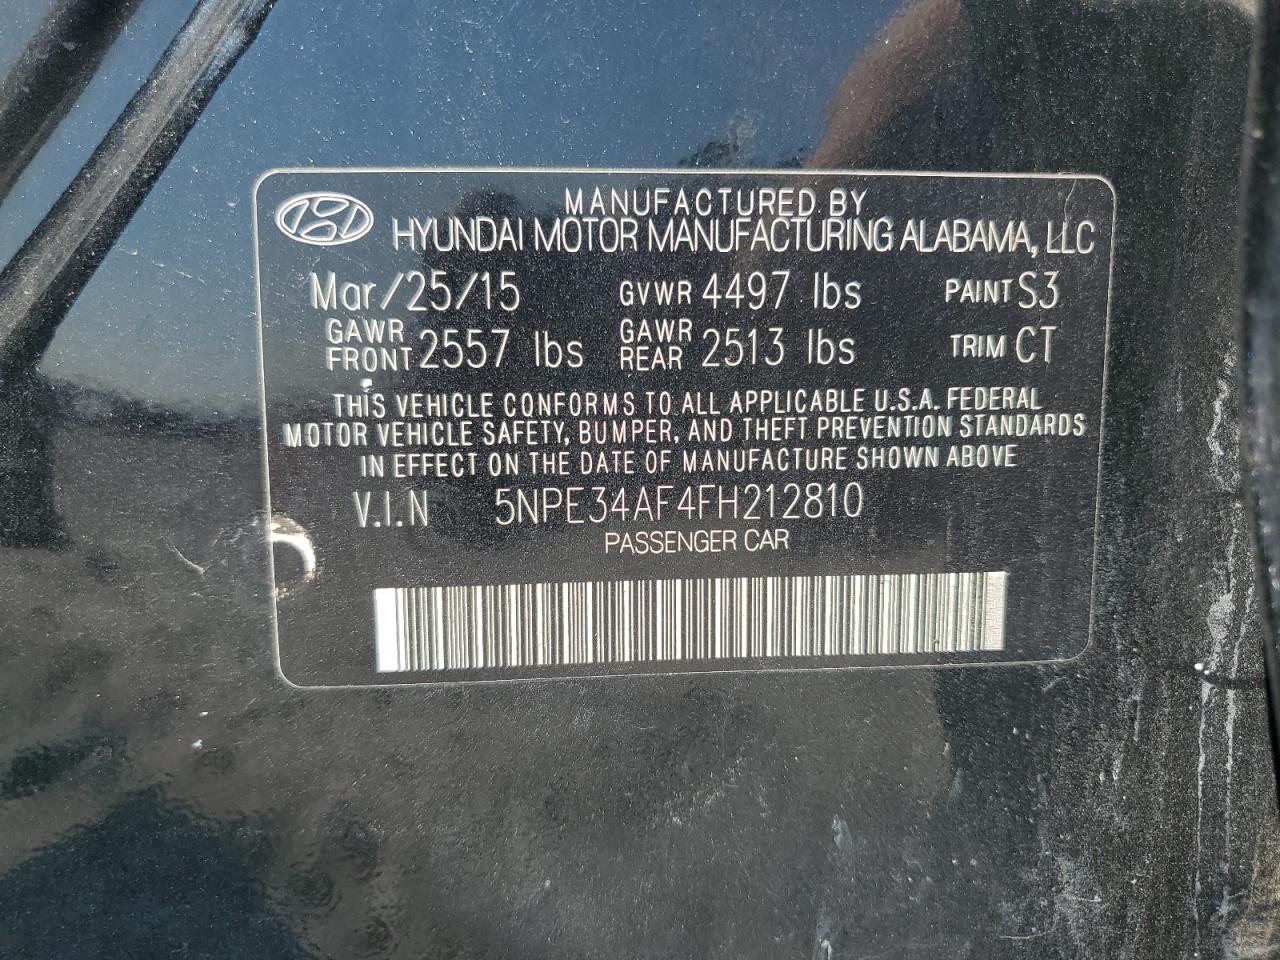 MANUFACTURED BY
HYUNDAI MOTOR MANUFACTURING ALABAMA, LLC
Mar/25/15 GVWR 4497 lbs PAINT S3
GAWR FRONT 2557 lbs GAWR REAR 2513 lbs TRIM CT
THIS VEHICLE CONFORMS TO ALL APPLICABLE U.S.A. FEDERAL
MOTOR VEHICLE SAFETY, BUMPER, AND THEFT PREVENTION STANDARDS
IN EFFECT ON THE DATE OF MANUFACTURE SHOWN ABOVE
V.I.N 5NPE34AF4FH212810
PASSENGER CAR